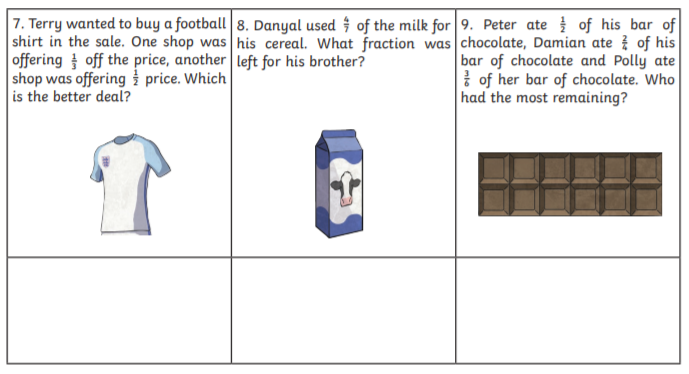 7. Terry wanted to buy a football
shirt in the sale. One shop was
offering 1/3 off the price, another
shop was offering 1/2 price. Which
is the better deal?
8. Danyal used 4/7 of the milk for
his cereal. What fraction was
left for his brother?
9. Peter ate 1/2 of his bar of
chocolate, Damian ate 2/4 of his
bar of chocolate and Polly ate
3/6 of her bar of chocolate. Who
had the most remaining?